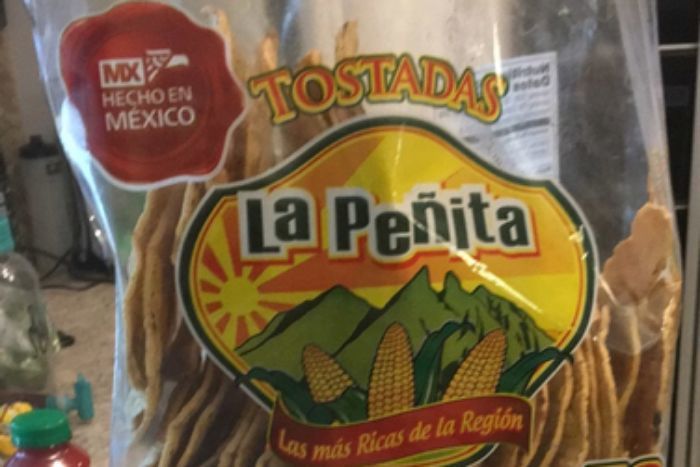 MX
HECHO EN
MÉXICO
TOSTADAS
La Peñita
Las más Ricas de la Región